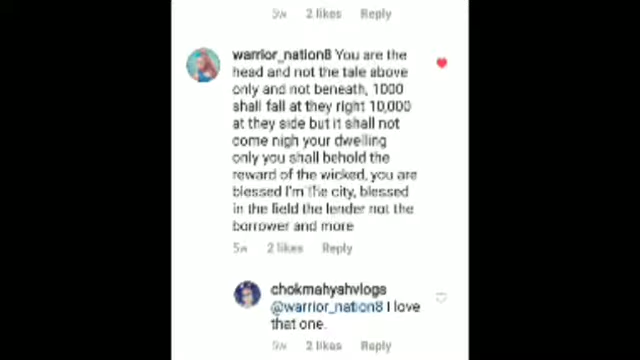 5w 2 likes Reply
warrior_nation8 You are the
head and not the tale above
only and not beneath, 1000
shall fall at they right 10,000
at they side but it shall not
come nigh your dwelling
only you shall behold the
reward of the wicked, you are
blessed I'm the city, blessed
in the field the lender not the
borrower and more
5w 2 likes Reply
chokmahyahvlogs
@warrior_nation8 I love
that one.
5w 2 likes Reply